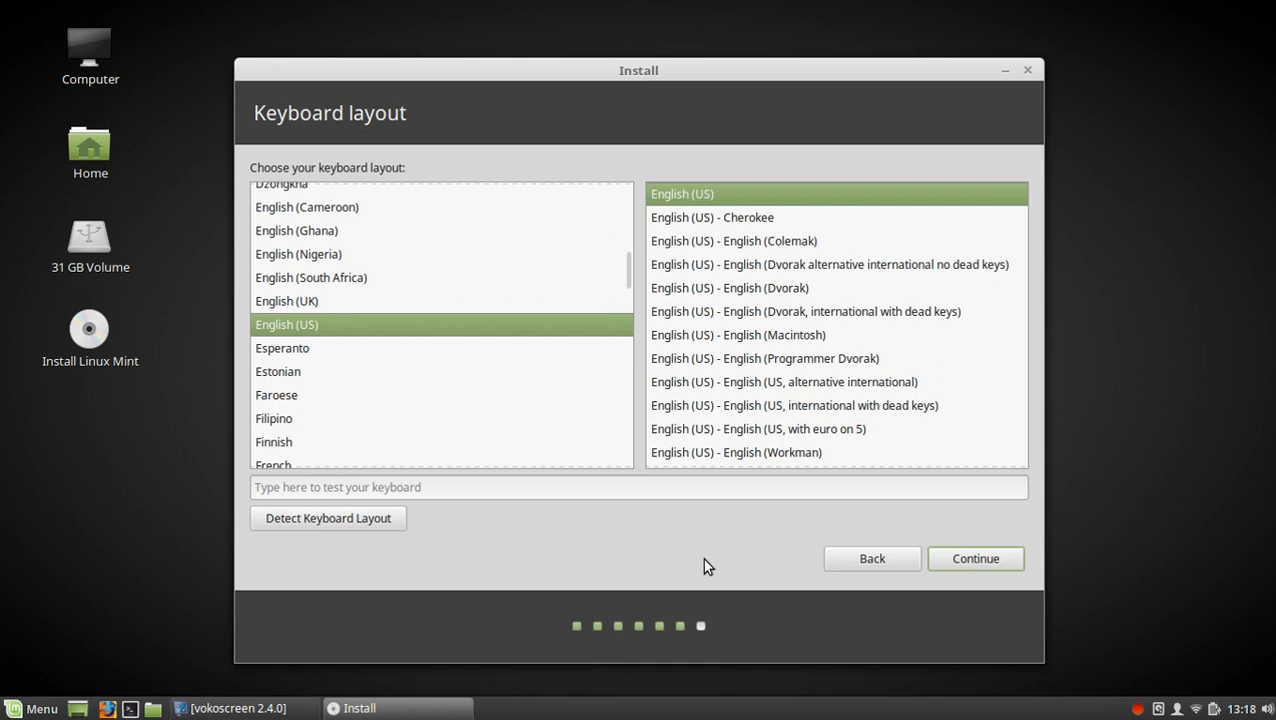 Computer
Home
31 GB Volume
Install Linux Mint
Install
Keyboard layout
Choose your keyboard layout:
Dzongkha
English (Cameroon)
English (Ghana)
English (Nigeria)
English (South Africa)
English (UK)
English (US)
Esperanto
Estonian
Faroese
Filipino
Finnish
French
English (US)
English (US) - Cherokee
English (US) - English (Colemak)
English (US) - English (Dvorak alternative international no dead keys)
English (US) - English (Dvorak)
English (US) - English (Dvorak, international with dead keys)
English (US) - English (Macintosh)
English (US) - English (Programmer Dvorak)
English (US) - English (US, alternative international)
English (US) - English (US, international with dead keys)
English (US) - English (US, with euro on 5)
English (US) - English (Workman)
Type here to test your keyboard
Detect Keyboard Layout
Back
Continue
Menu
[vokoscreen 2.4.0]
Install
13:18